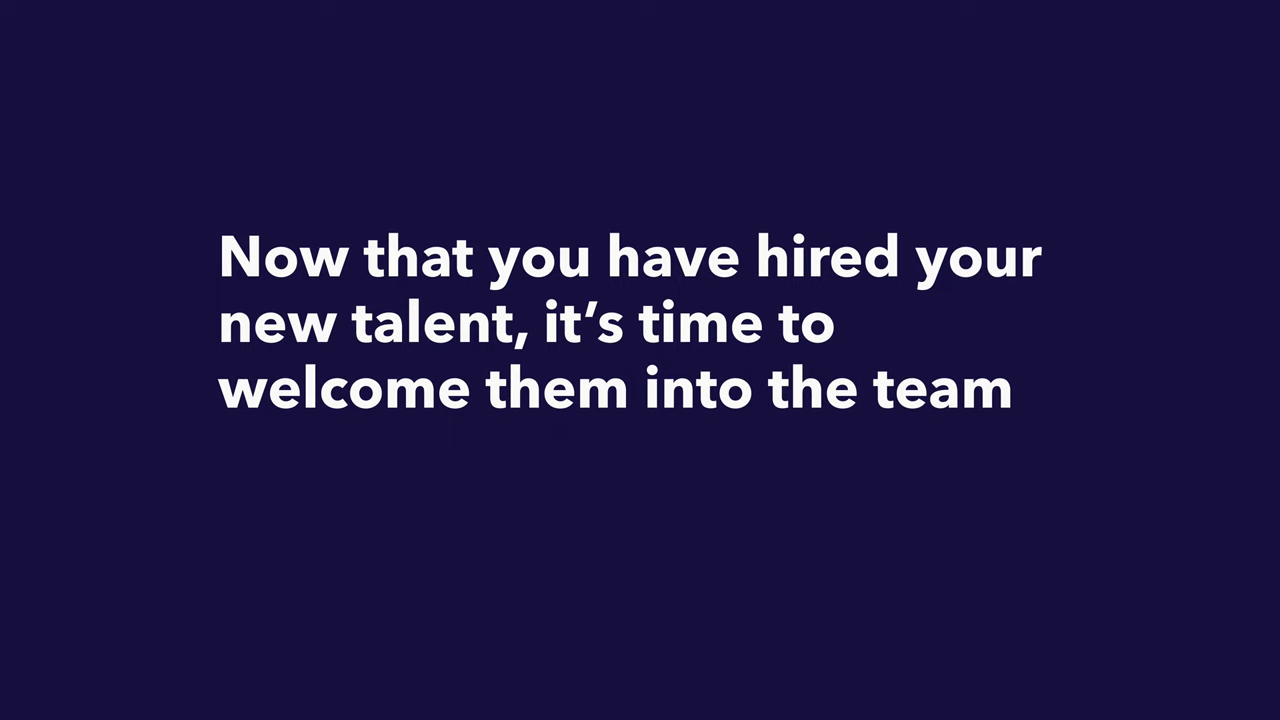 Now that you have hired your
new talent, it’s time to
welcome them into the team